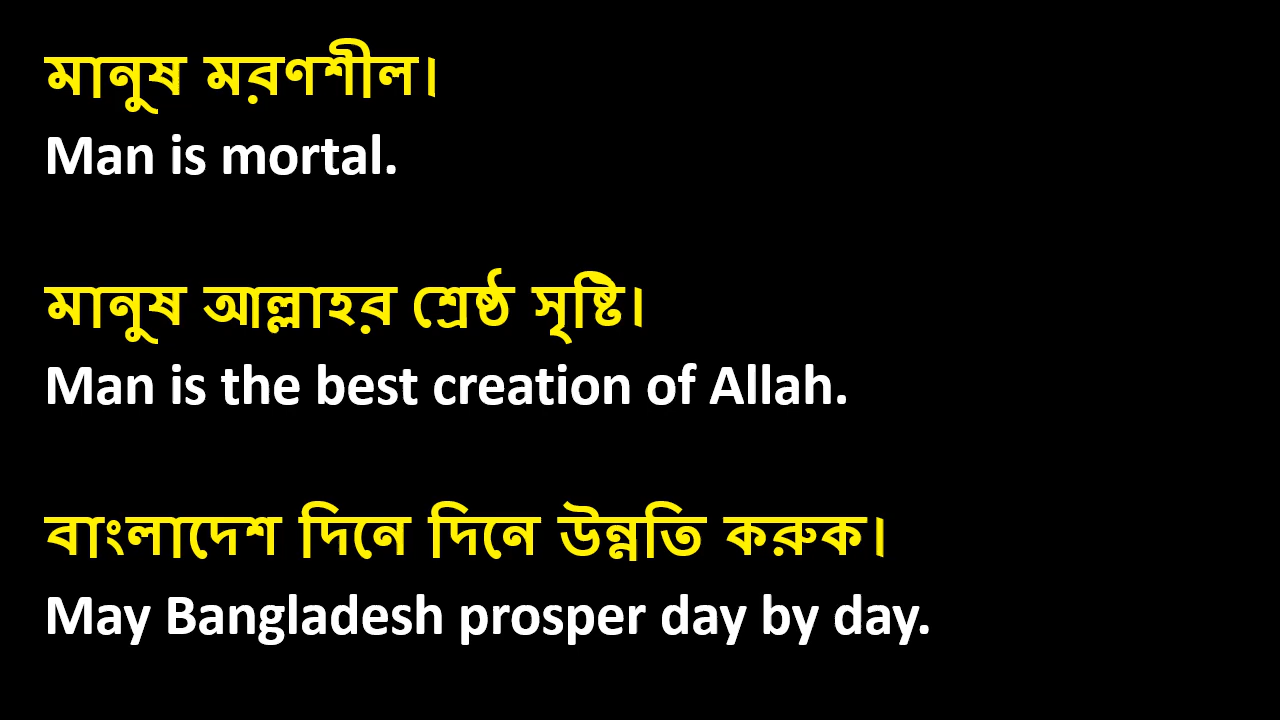 মানুষ মরণশীল।
Man is mortal.
মানুষ আল্লাহর শ্রেষ্ঠ সৃষ্টি।
Man is the best creation of Allah.
বাংলাদেশ দিনে দিনে উন্নতি করুক।
May Bangladesh prosper day by day.